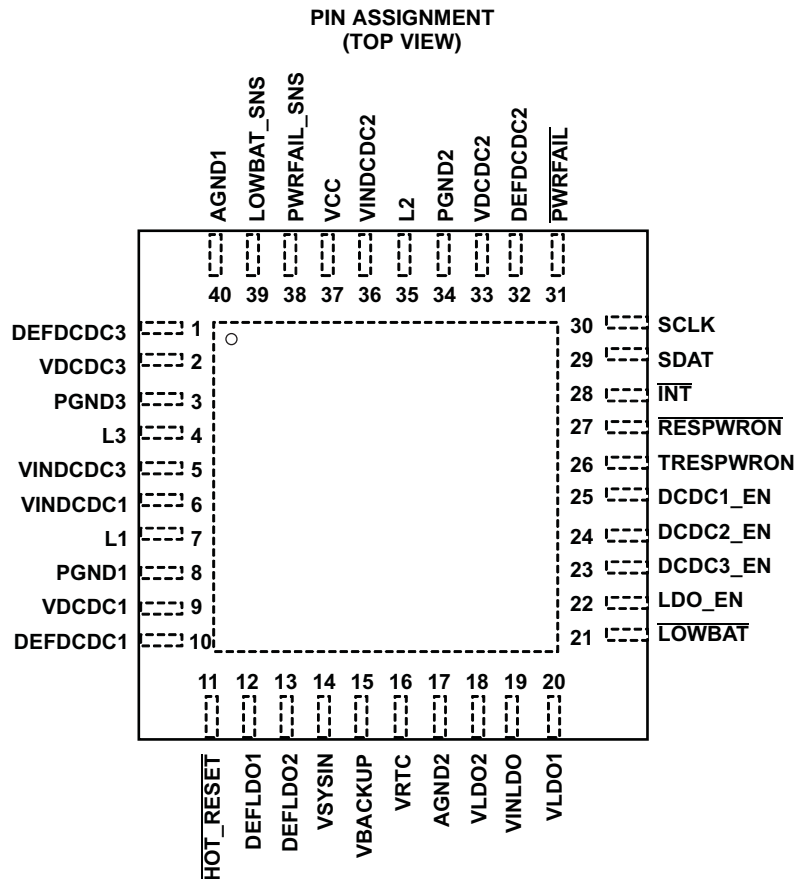 PIN ASSIGNMENT
(TOP VIEW)
AGND1
LOWBAT_SNS
PWRFAIL_SNS
VCC
VINDCDC2
L2
PGND2
VDCDC2
DEFDCDC2
PWRFAIL
40 39 38 37 36 35 34 33 32 31
DEFDCDC3 1
VDCDC3 2
PGND3 3
L3 4
VINDCDC3 5
VINDCDC1 6
L1 7
PGND1 8
VDCDC1 9
DEFDCDC1 10
30 SCLK
29 SDAT
28 INT
27 RESPWRON
26 TRESPWRON
25 DCDC1_EN
24 DCDC2_EN
23 DCDC3_EN
22 LDO_EN
21 LOWBAT
11 12 13 14 15 16 17 18 19 20
HOT_RESET
DEFLDO1
DEFLDO2
VSYSIN
VBACKUP
VRTC
AGND2
VLDO2
VINLDO
VLDO1